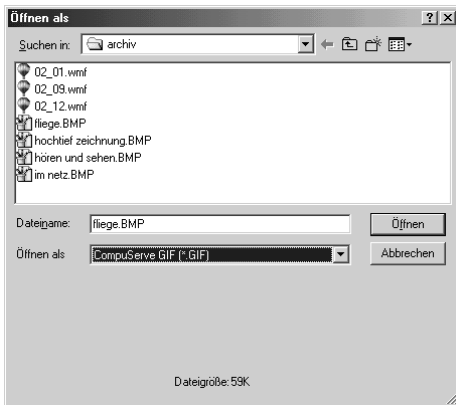 Öffnen als
Suchen in: archiv
02_01.wmf
02_09.wmf
02_12.wmf
fliege.BMP
hochtief zeichnung.BMP
hören und sehen.BMP
im netz.BMP
Dateiname: fliege.BMP Öffnen
Öffnen als CompuServe GIF (*.GIF) Abbrechen
Dateigröße: 59K